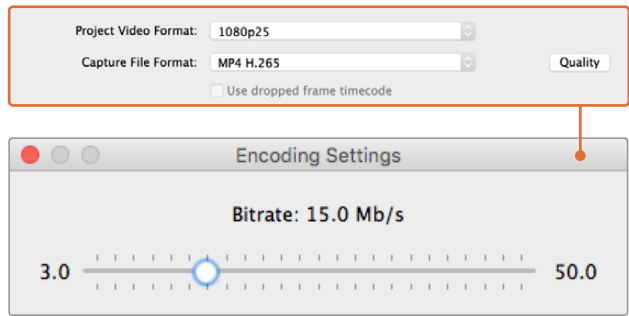 Project Video Format: 1080p25
Capture File Format: MP4 H.265 Quality
Use dropped frame timecode
Encoding Settings
Bitrate: 15.0 Mb/s
3.0 50.0